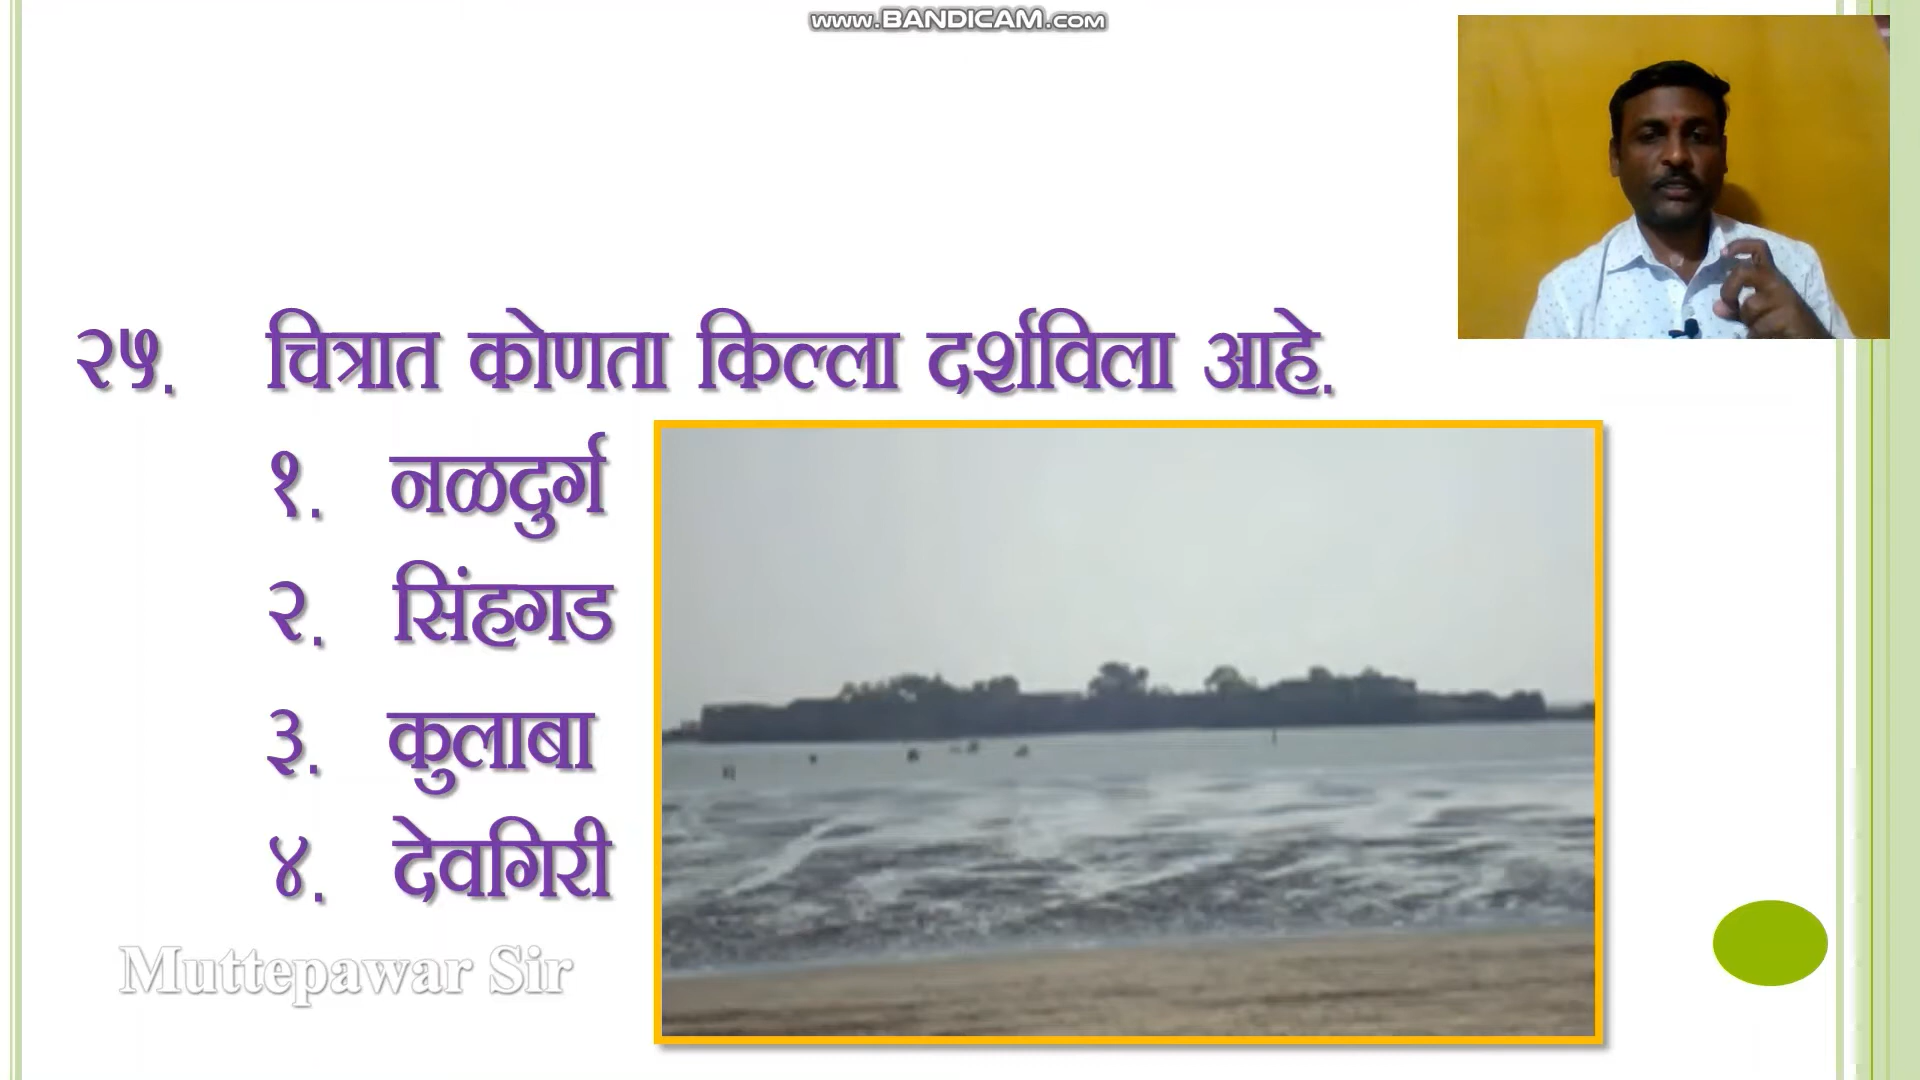 www.BANDICAM.com
२५. चित्रात कोणता किल्ला दर्शविला आहे.
१. नळदुर्ग
२. सिंहगड
३. कुलाबा
४. देवगिरी
Muttepawar Sir